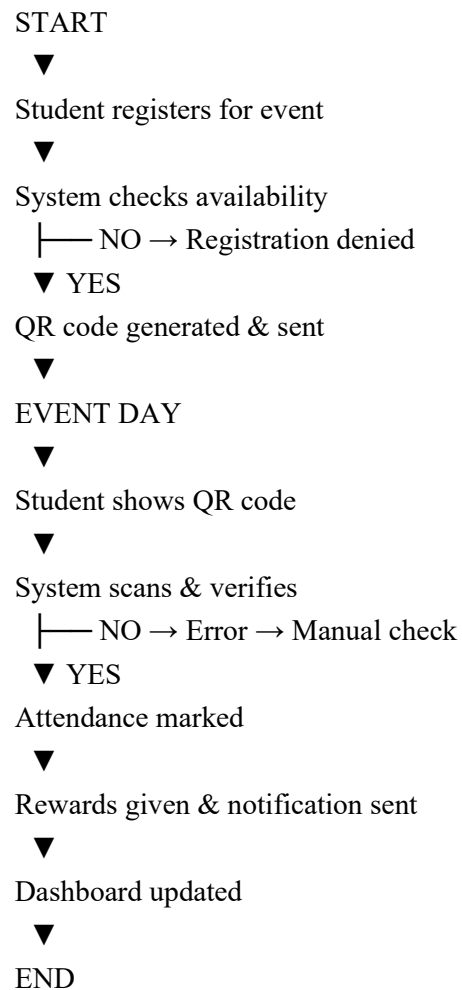 START
▼
Student registers for event
▼
System checks availability
├── NO → Registration denied
▼ YES
QR code generated & sent
▼
EVENT DAY
▼
Student shows QR code
▼
System scans & verifies
├── NO → Error → Manual check
▼ YES
Attendance marked
▼
Rewards given & notification sent
▼
Dashboard updated
▼
END